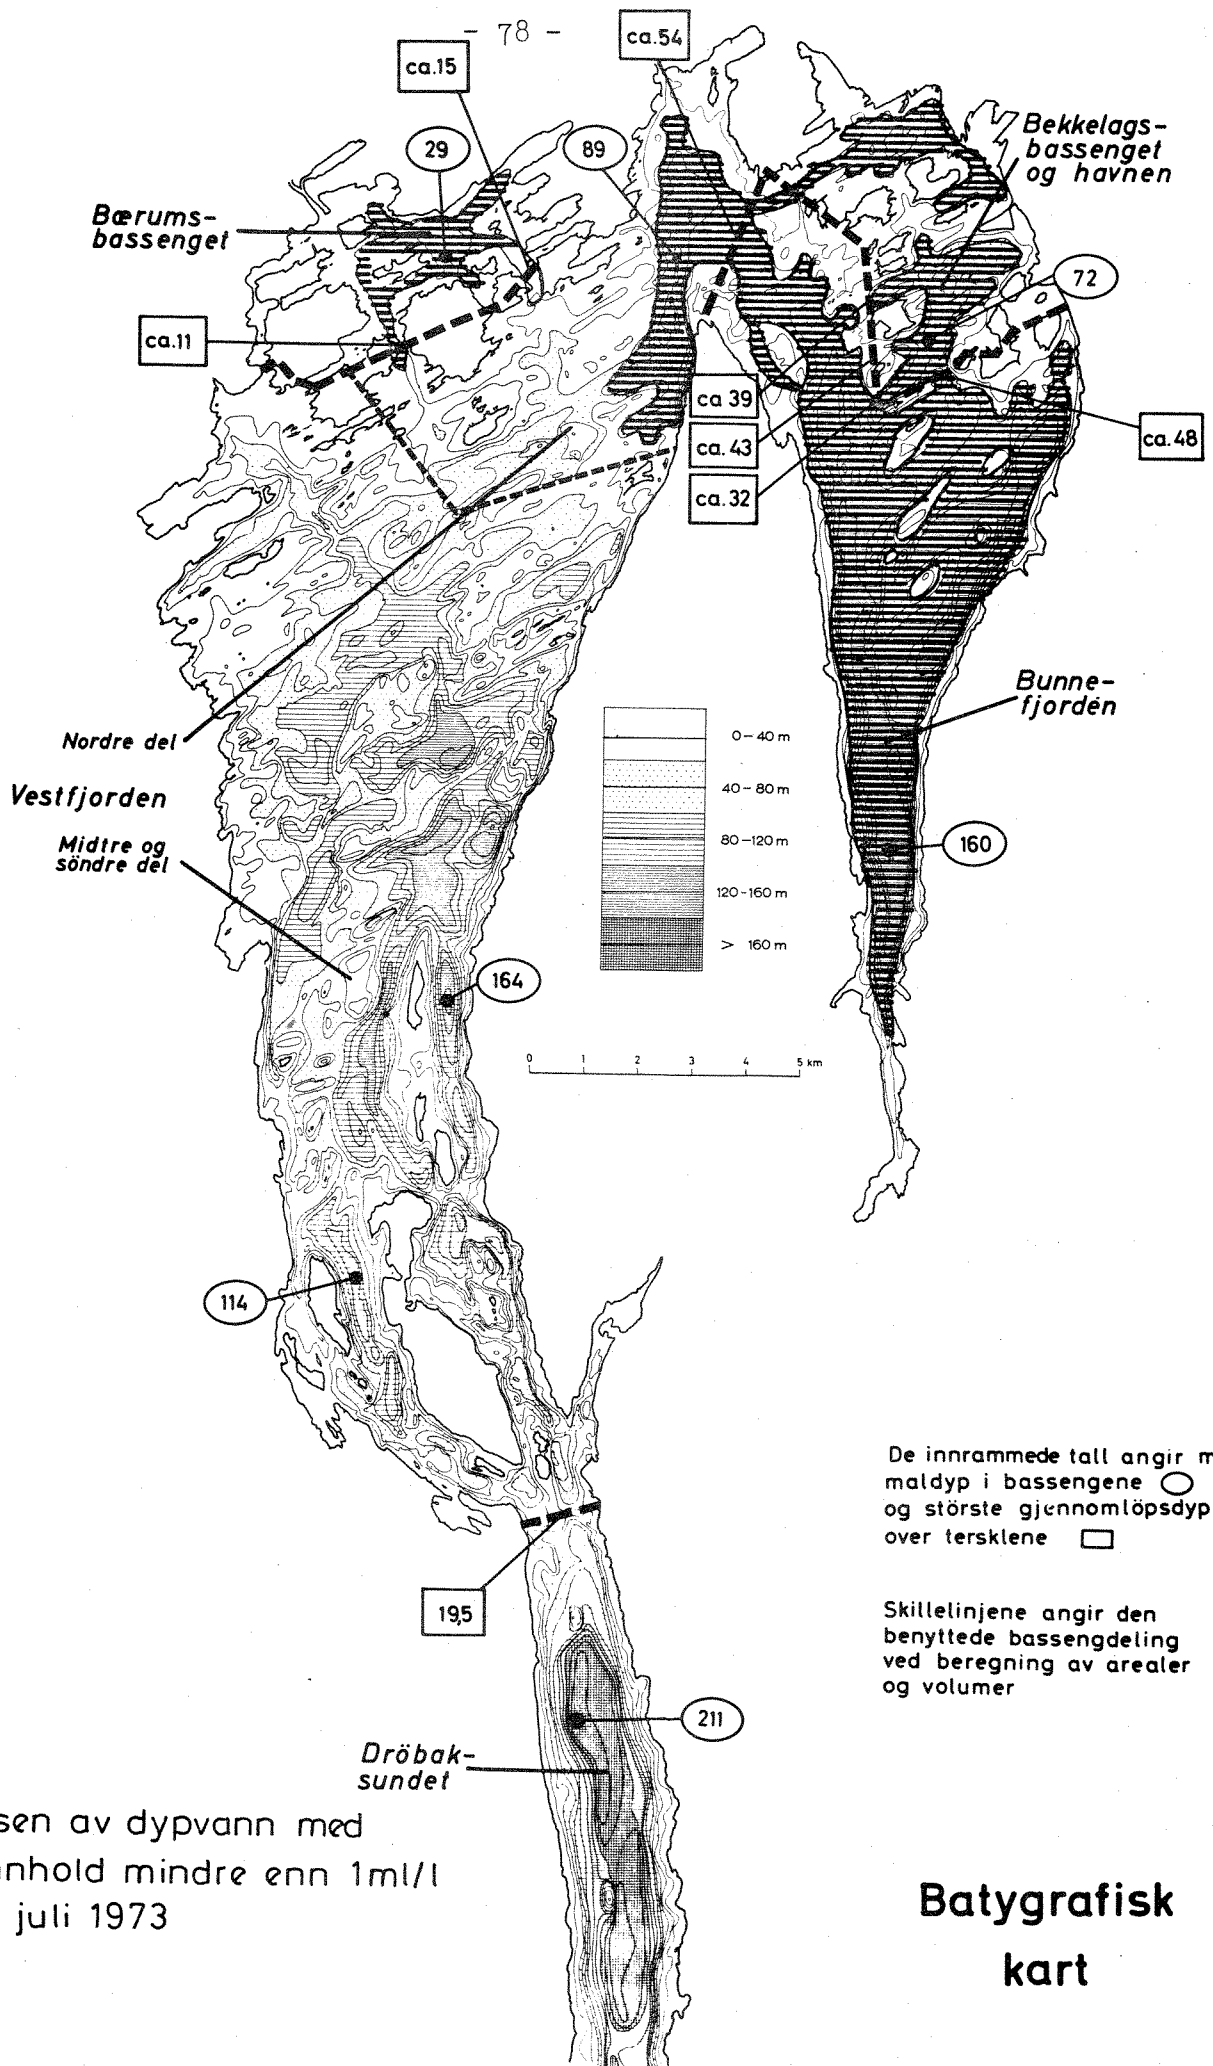 - 78 -
ca.54
ca.15
29
89
Bekkelags-
bassenget
og havnen
Bærums-
bassenget
72
ca.11
ca 39
ca. 43
ca. 32
ca. 48
Bunne-
fjorden
Nordre del
Vestfjorden
Midtre og
söndre del
0-40 m
40-80 m
80-120 m
120-160 m
> 160 m
160
164
0 1 2 3 4 5 km
114
De innrammede tall angir m
maldyp i bassengene
og störste gjennomlöpsdyp
over tersklene
19,5
Skillelinjene angir den
benyttede bassengdeling
ved beregning av arealer
og volumer
211
Dröbak-
sundet
sen av dypvann med
nhold mindre enn 1ml/l
juli 1973
Batygrafisk
kart